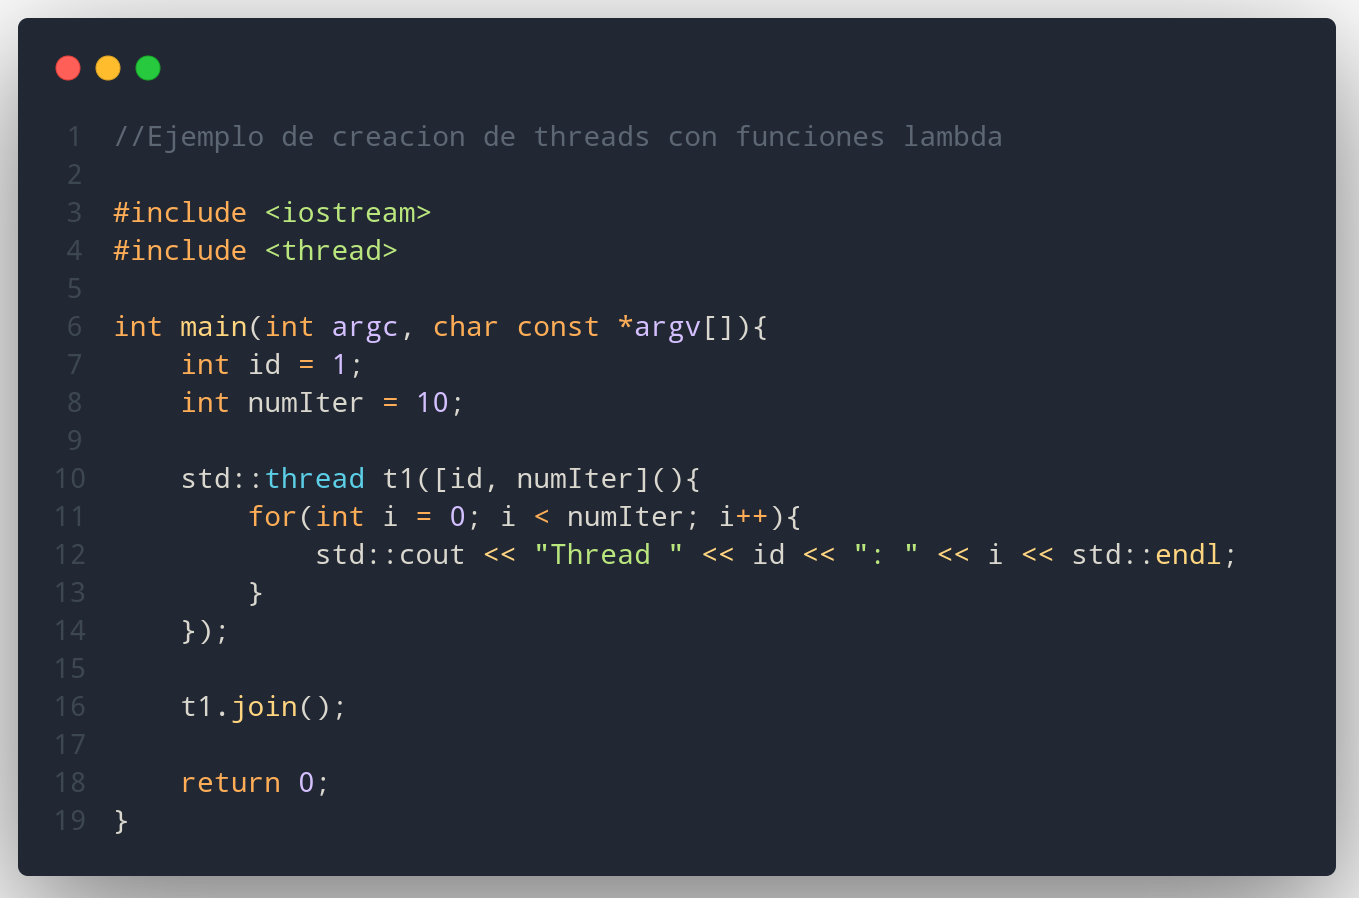 1 //Ejemplo de creacion de threads con funciones lambda
2
3 #include <iostream>
4 #include <thread>
5
6 int main(int argc, char const *argv[]){
7     int id = 1;
8     int numIter = 10;
9
10     std::thread t1([id, numIter](){
11         for(int i = 0; i < numIter; i++){
12             std::cout << "Thread " << id << ": " << i << std::endl;
13         }
14     });
15
16     t1.join();
17
18     return 0;
19 }